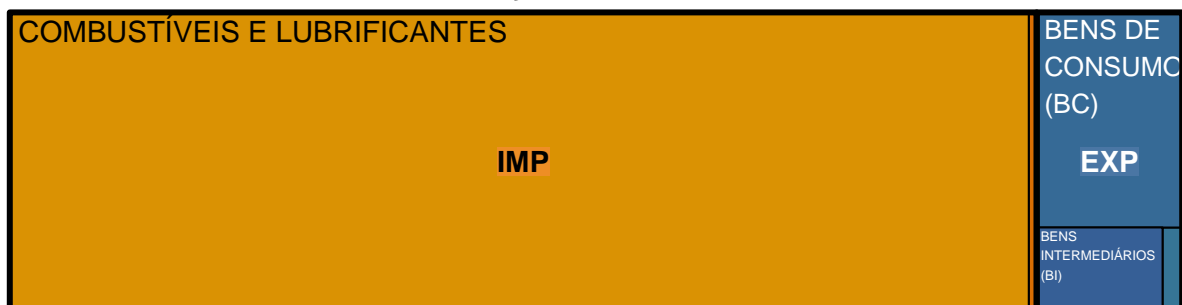 COMBUSTÍVEIS E LUBRIFICANTES
IMP
BENS DE
CONSUMO
(BC)
EXP
BENS
INTERMEDIÁRIOS
(BI)